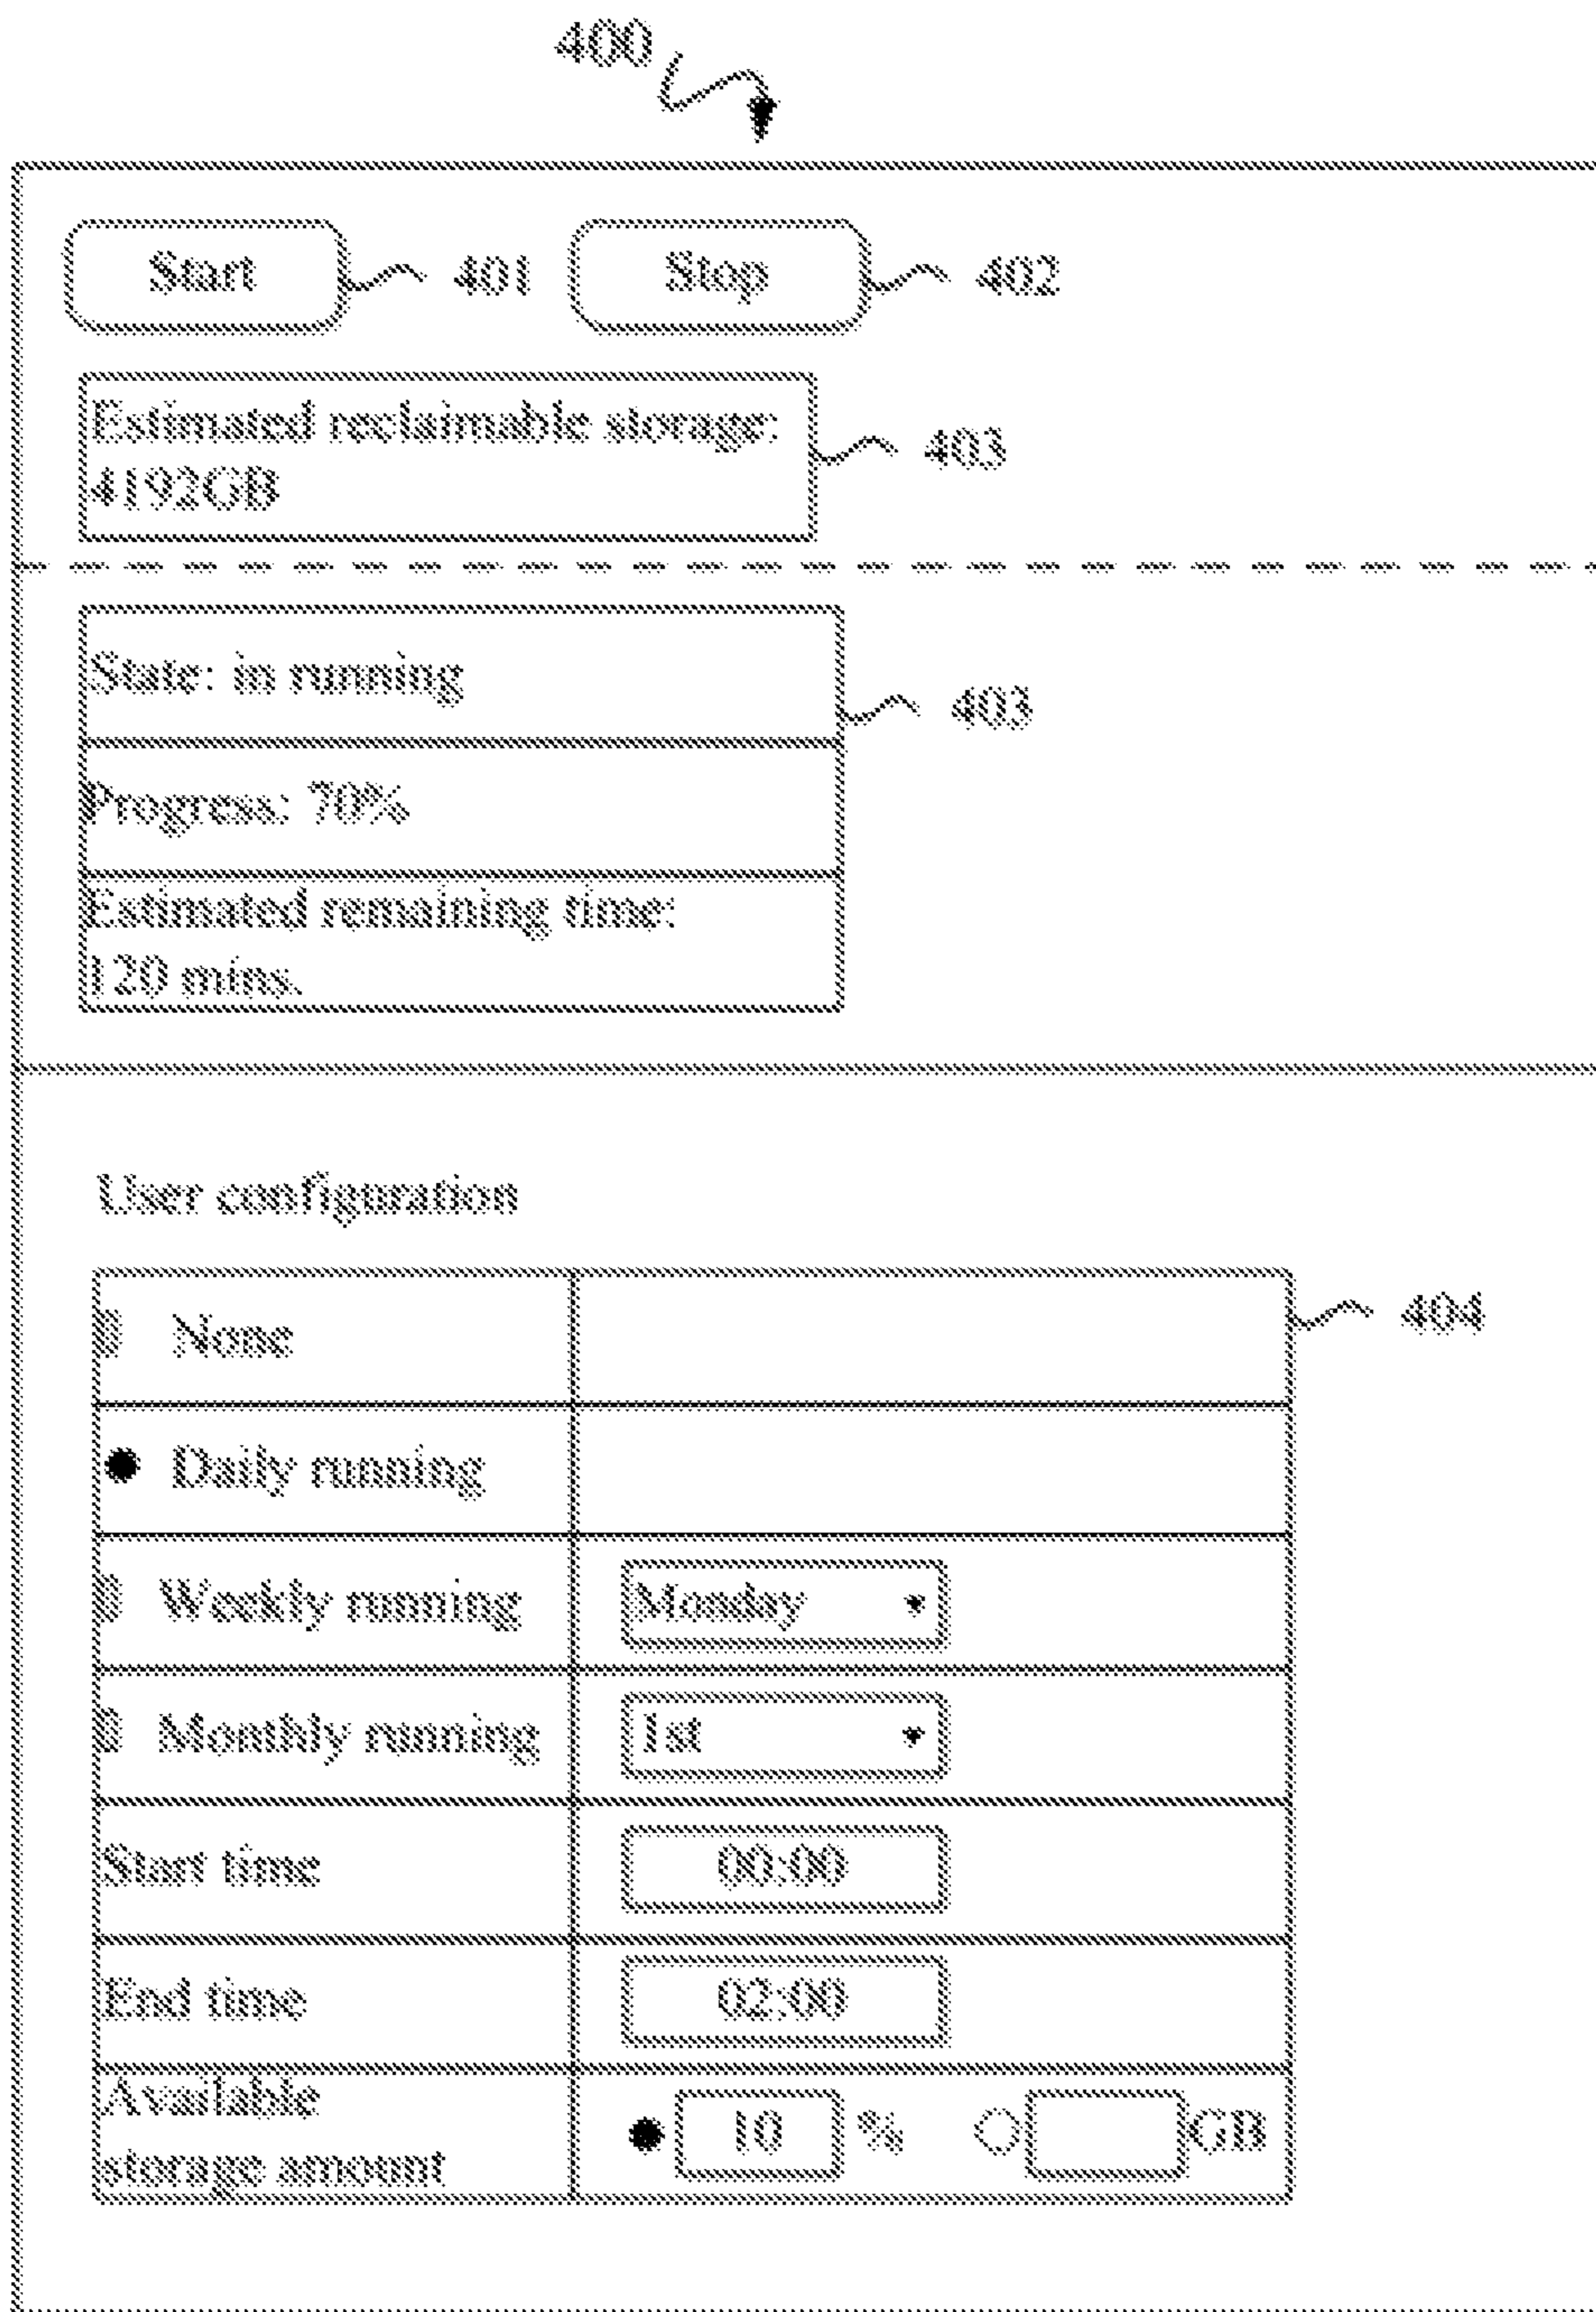 400
Start 401 Stop 402
Estimated reclaimable storage:
4192GB
403
State: in running
403
Progress: 70%
Estimated remaining time:
120 mins.
User configuration
None
404
Daily running
Weekly running Monday
Monthly running 1st
Start time 00:00
End time 02:00
Available
storage amount
10 % GB